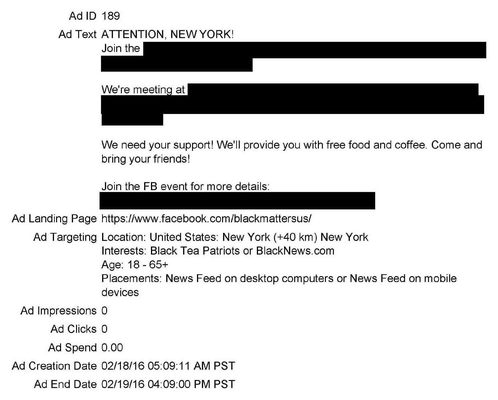 Ad ID 189
Ad Text ATTENTION, NEW YORK!
Join the
We're meeting at
We need your support! We'll provide you with free food and coffee. Come and
bring your friends!
Join the FB event for more details:
Ad Landing Page https://www.facebook.com/blackmattersus/
Ad Targeting Location: United States: New York (+40 km) New York
Interests: Black Tea Patriots or BlackNews.com
Age: 18 - 65+
Placements: News Feed on desktop computers or News Feed on mobile
devices
Ad Impressions 0
Ad Clicks 0
Ad Spend 0.00
Ad Creation Date 02/18/16 05:09:11 AM PST
Ad End Date 02/19/16 04:09:00 PM PST